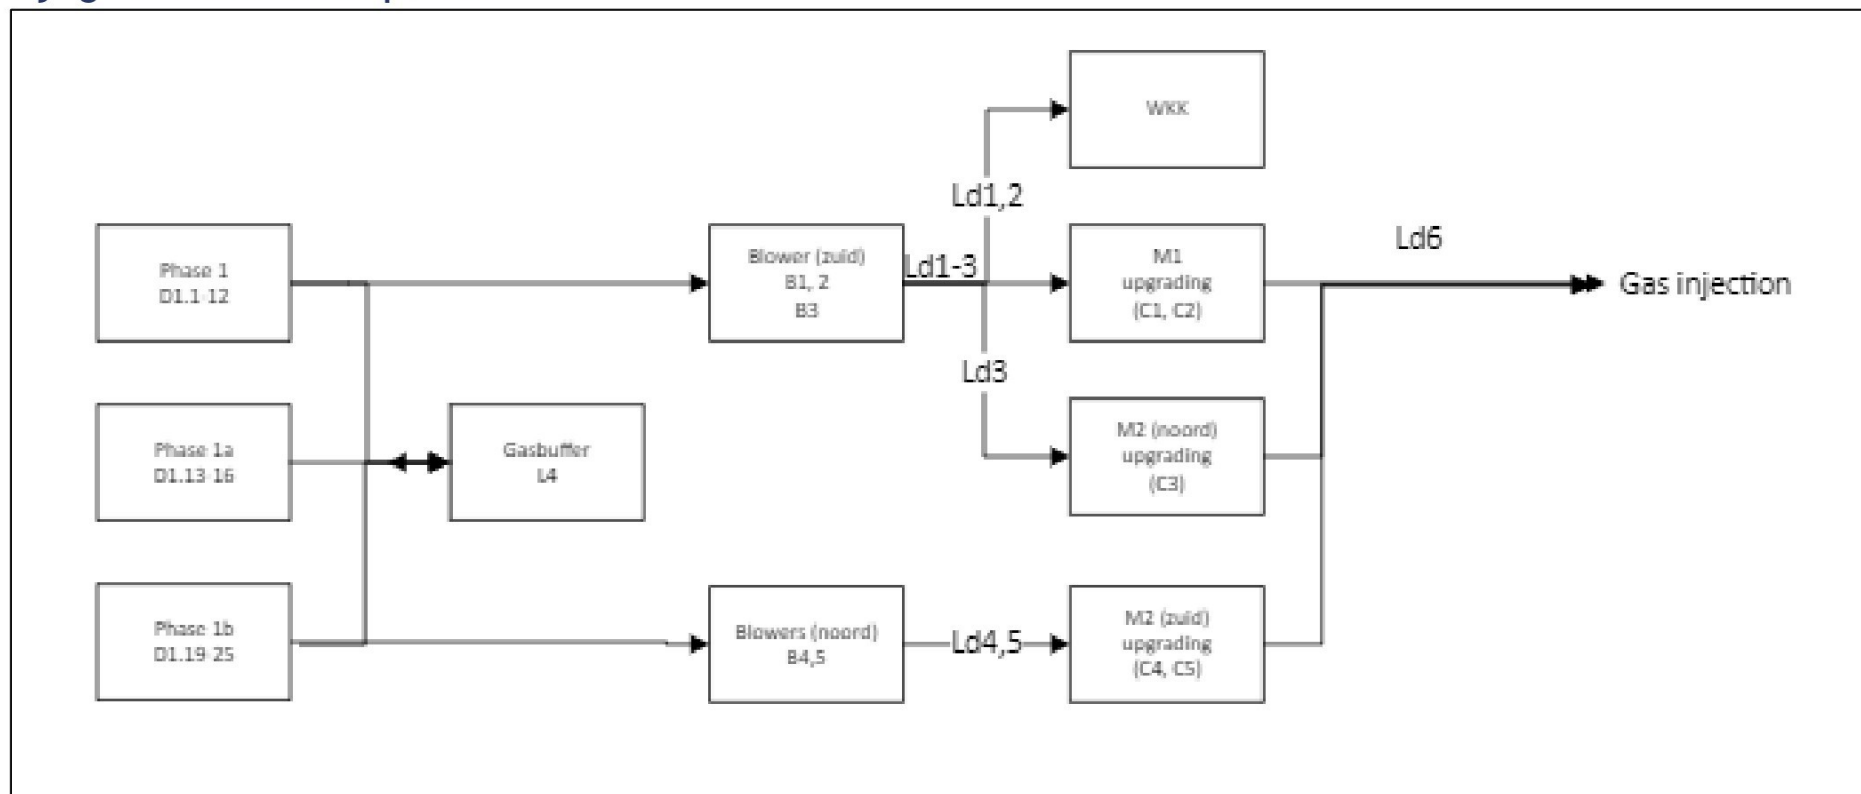 WKK
Ld1,2
Phase 1
D1.1-12
Blower (zuid)
B1, 2
B3
Ld1-3
M1
upgrading
(C1, C2)
Ld6
Gas injection
Ld3
Phase 1a
D1.13-16
Gasbuffer
L4
M2 (noord)
upgrading
(C3)
Phase 1b
D1.19-25
Blowers (noord)
B4,5
Ld4,5
M2 (zuid)
upgrading
(C4, C5)